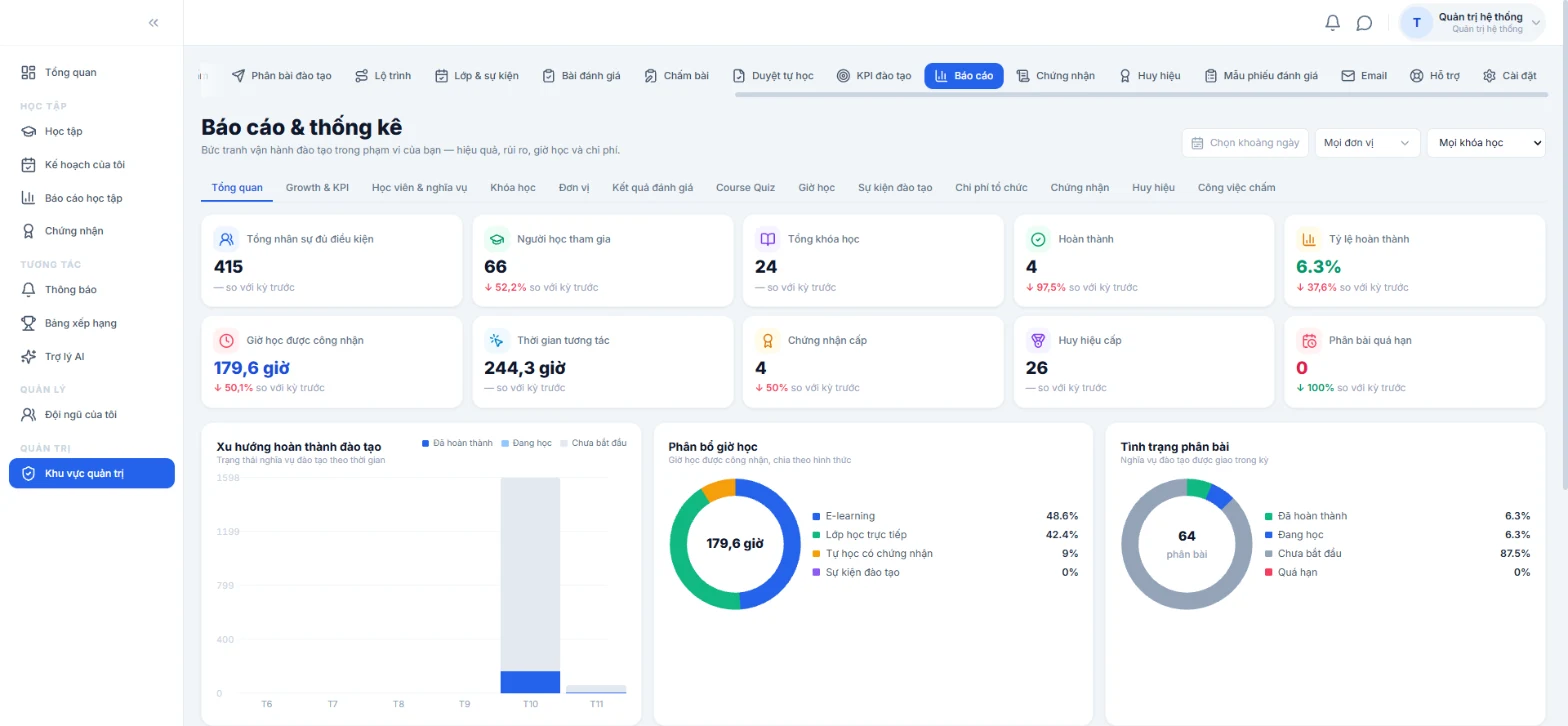 T
Quản trị hệ thống
Quản trị hệ thống
Tổng quan
HỌC TẬP
Học tập
Kế hoạch của tôi
Báo cáo học tập
Chứng nhận
TƯƠNG TÁC
Thông báo
Bảng xếp hạng
Trợ lý AI
QUẢN LÝ
Đội ngũ của tôi
QUẢN TRỊ
Khu vực quản trị
Phân bài đào tạo
Lộ trình
Lớp & sự kiện
Bài đánh giá
Chấm bài
Duyệt tự học
KPI đào tạo
Báo cáo
Chứng nhận
Huy hiệu
Mẫu phiếu đánh giá
Email
Hỗ trợ
Cài đặt
Báo cáo & thống kê
Bức tranh vận hành đào tạo trong phạm vi của bạn — hiệu quả, rủi ro, giờ học và chi phí.
Chọn khoảng ngày
Mọi đơn vị
Mọi khóa học
Tổng quan
Growth & KPI
Học viên & nghĩa vụ
Khóa học
Đơn vị
Kết quả đánh giá
Course Quiz
Giờ học
Sự kiện đào tạo
Chi phí tổ chức
Chứng nhận
Huy hiệu
Công việc chấm
Tổng nhân sự đủ điều kiện
415
— so với kỳ trước
Người học tham gia
66
↓ 52,2% so với kỳ trước
Tổng khóa học
24
— so với kỳ trước
Hoàn thành
4
↓ 97,5% so với kỳ trước
Tỷ lệ hoàn thành
6.3%
↓ 37,6% so với kỳ trước
Giờ học được công nhận
179,6 giờ
↓ 50,1% so với kỳ trước
Thời gian tương tác
244,3 giờ
— so với kỳ trước
Chứng nhận cấp
4
↓ 50% so với kỳ trước
Huy hiệu cấp
26
— so với kỳ trước
Phân bài quá hạn
0
↓ 100% so với kỳ trước
Xu hướng hoàn thành đào tạo
Trạng thái nghĩa vụ đào tạo theo thời gian
Đã hoàn thành
Đang học
Chưa bắt đầu
1598
1199
799
400
0
T6
T7
T8
T9
T10
T11
Phân bổ giờ học
Giờ học được công nhận, chia theo hình thức
179,6 giờ
E-learning 48.6%
Lớp học trực tiếp 42.4%
Tự học có chứng nhận 9%
Sự kiện đào tạo 0%
Tình trạng phân bài
Nghĩa vụ đào tạo được giao trong kỳ
64
phân bài
Đã hoàn thành 6.3%
Đang học 6.3%
Chưa bắt đầu 87.5%
Quá hạn 0%